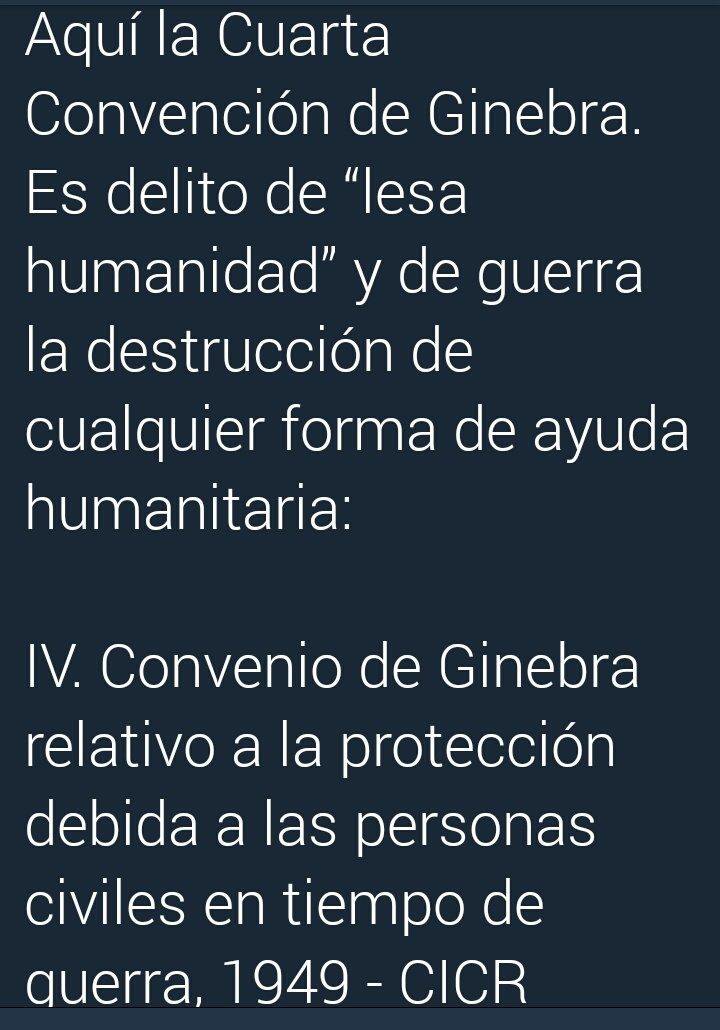 Aquí la Cuarta
Convención de Ginebra.
Es delito de “lesa
humanidad” y de guerra
la destrucción de
cualquier forma de ayuda
humanitaria:
IV. Convenio de Ginebra
relativo a la protección
debida a las personas
civiles en tiempo de
guerra, 1949 - CICR